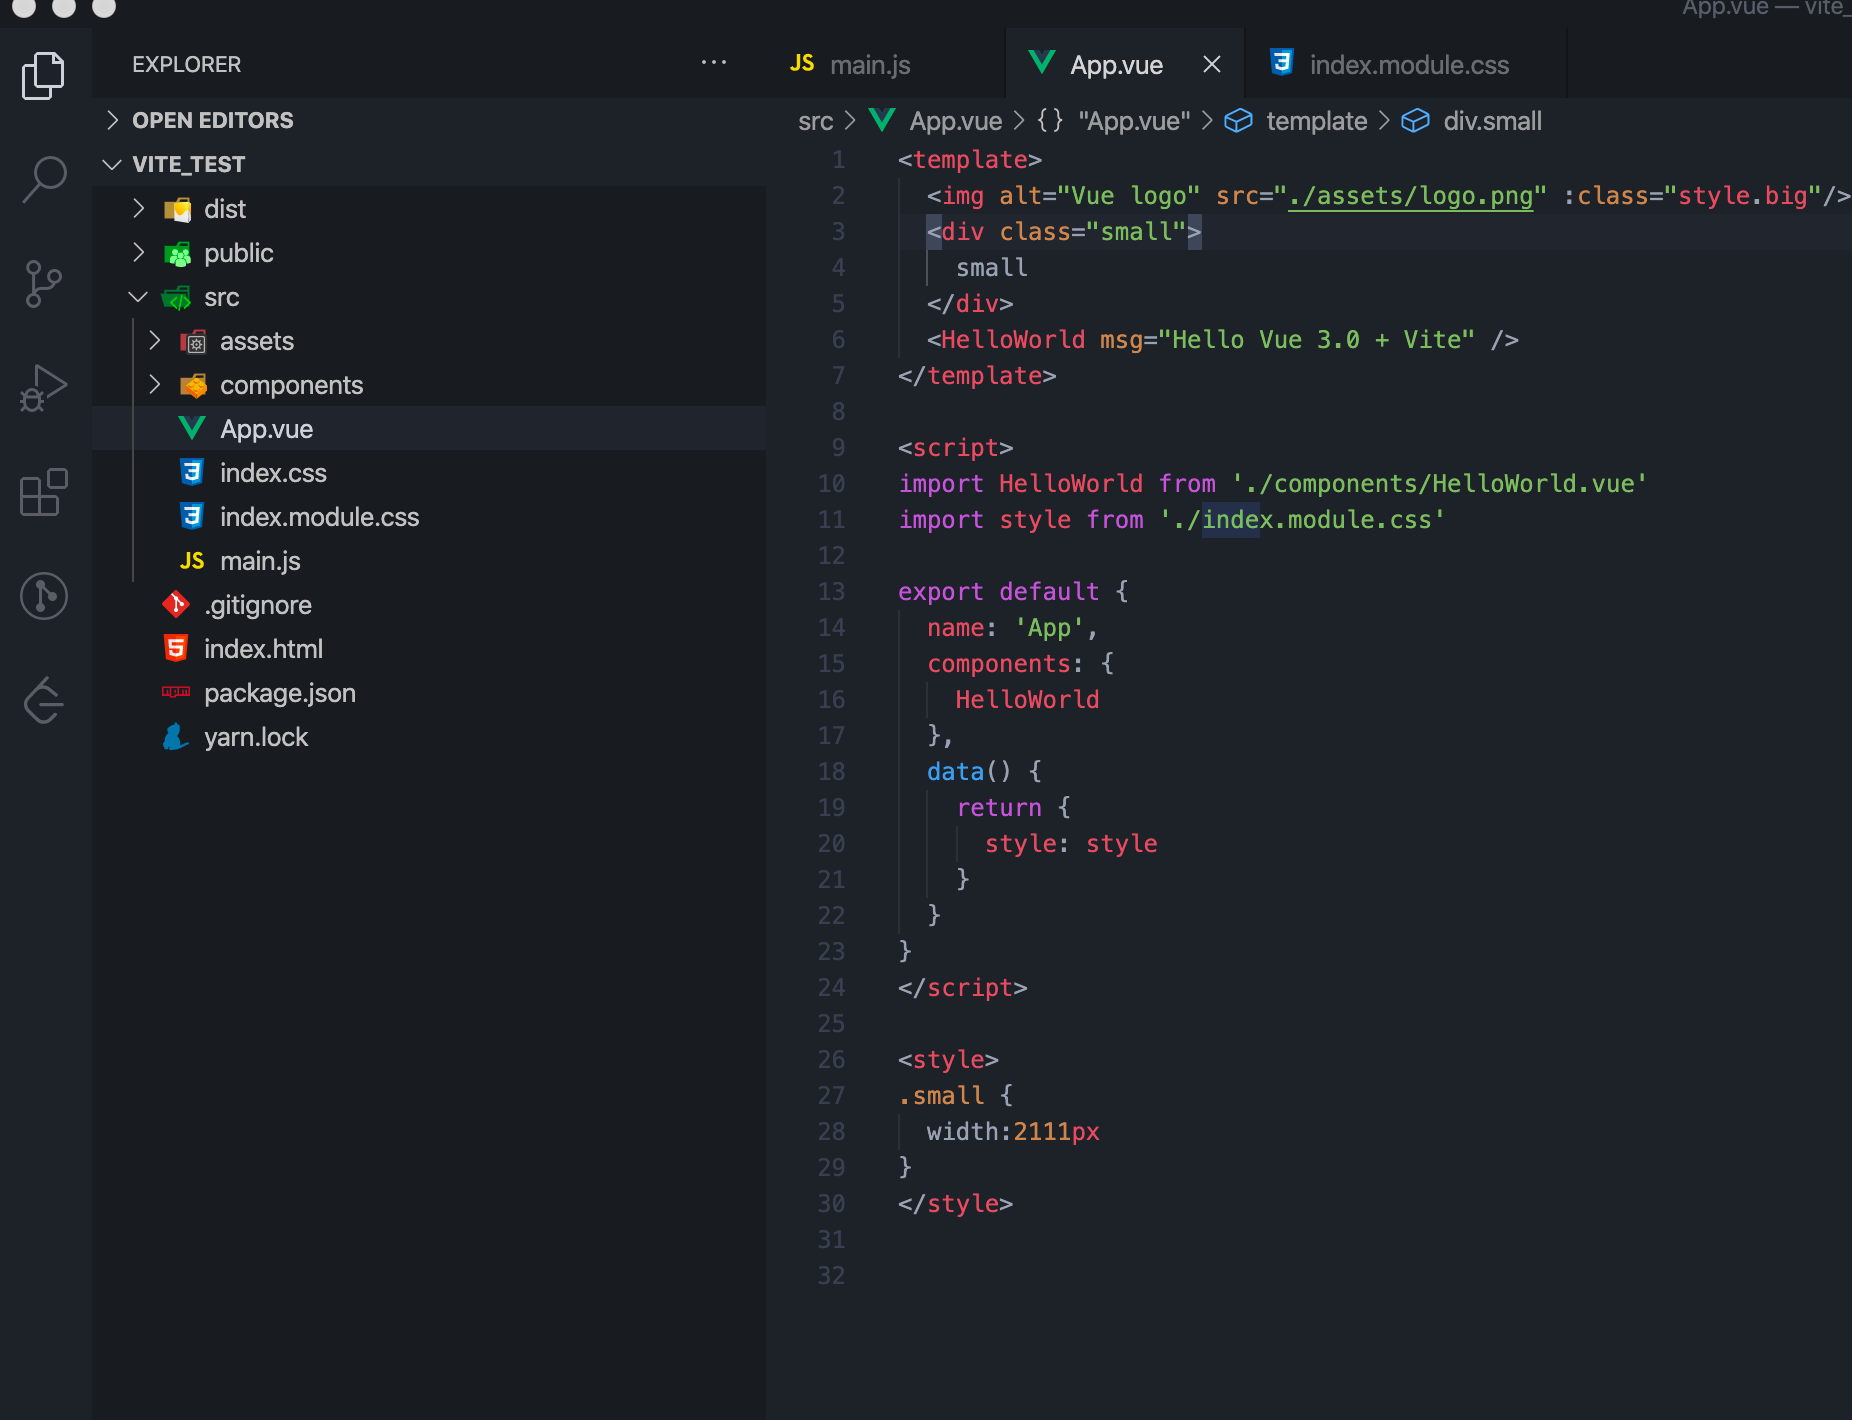 App.vue — vite_
EXPLORER
OPEN EDITORS
VITE_TEST
dist
public
src
assets
components
App.vue
index.css
index.module.css
JS main.js
.gitignore
index.html
package.json
yarn.lock
JS main.js App.vue index.module.css
src > App.vue > {} "App.vue" > template > div.small
1 <template>
2   <img alt="Vue logo" src="./assets/logo.png" :class="style.big"/>
3   <div class="small">
4     small
5   </div>
6   <HelloWorld msg="Hello Vue 3.0 + Vite" />
7 </template>
8
9 <script>
10 import HelloWorld from './components/HelloWorld.vue'
11 import style from './index.module.css'
12
13 export default {
14   name: 'App',
15   components: {
16     HelloWorld
17   },
18   data() {
19     return {
20       style: style
21     }
22   }
23 }
24 </script>
25
26 <style>
27 .small {
28   width:2111px
29 }
30 </style>
31
32